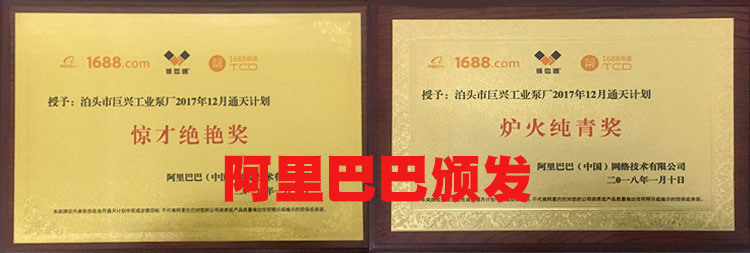 1688.com
诚信通
1688渠道
TCD
授予：泊头市巨兴工业泵厂2017年12月通天计划
惊才绝艳奖
阿里巴巴（中
1688.com
诚信通
1688渠道
TCD
授予：泊头市巨兴工业泵厂2017年12月通天计划
炉火纯青奖
阿里巴巴（中国）网络技术有限公司
二〇一八年一月十日
阿里巴巴颁发